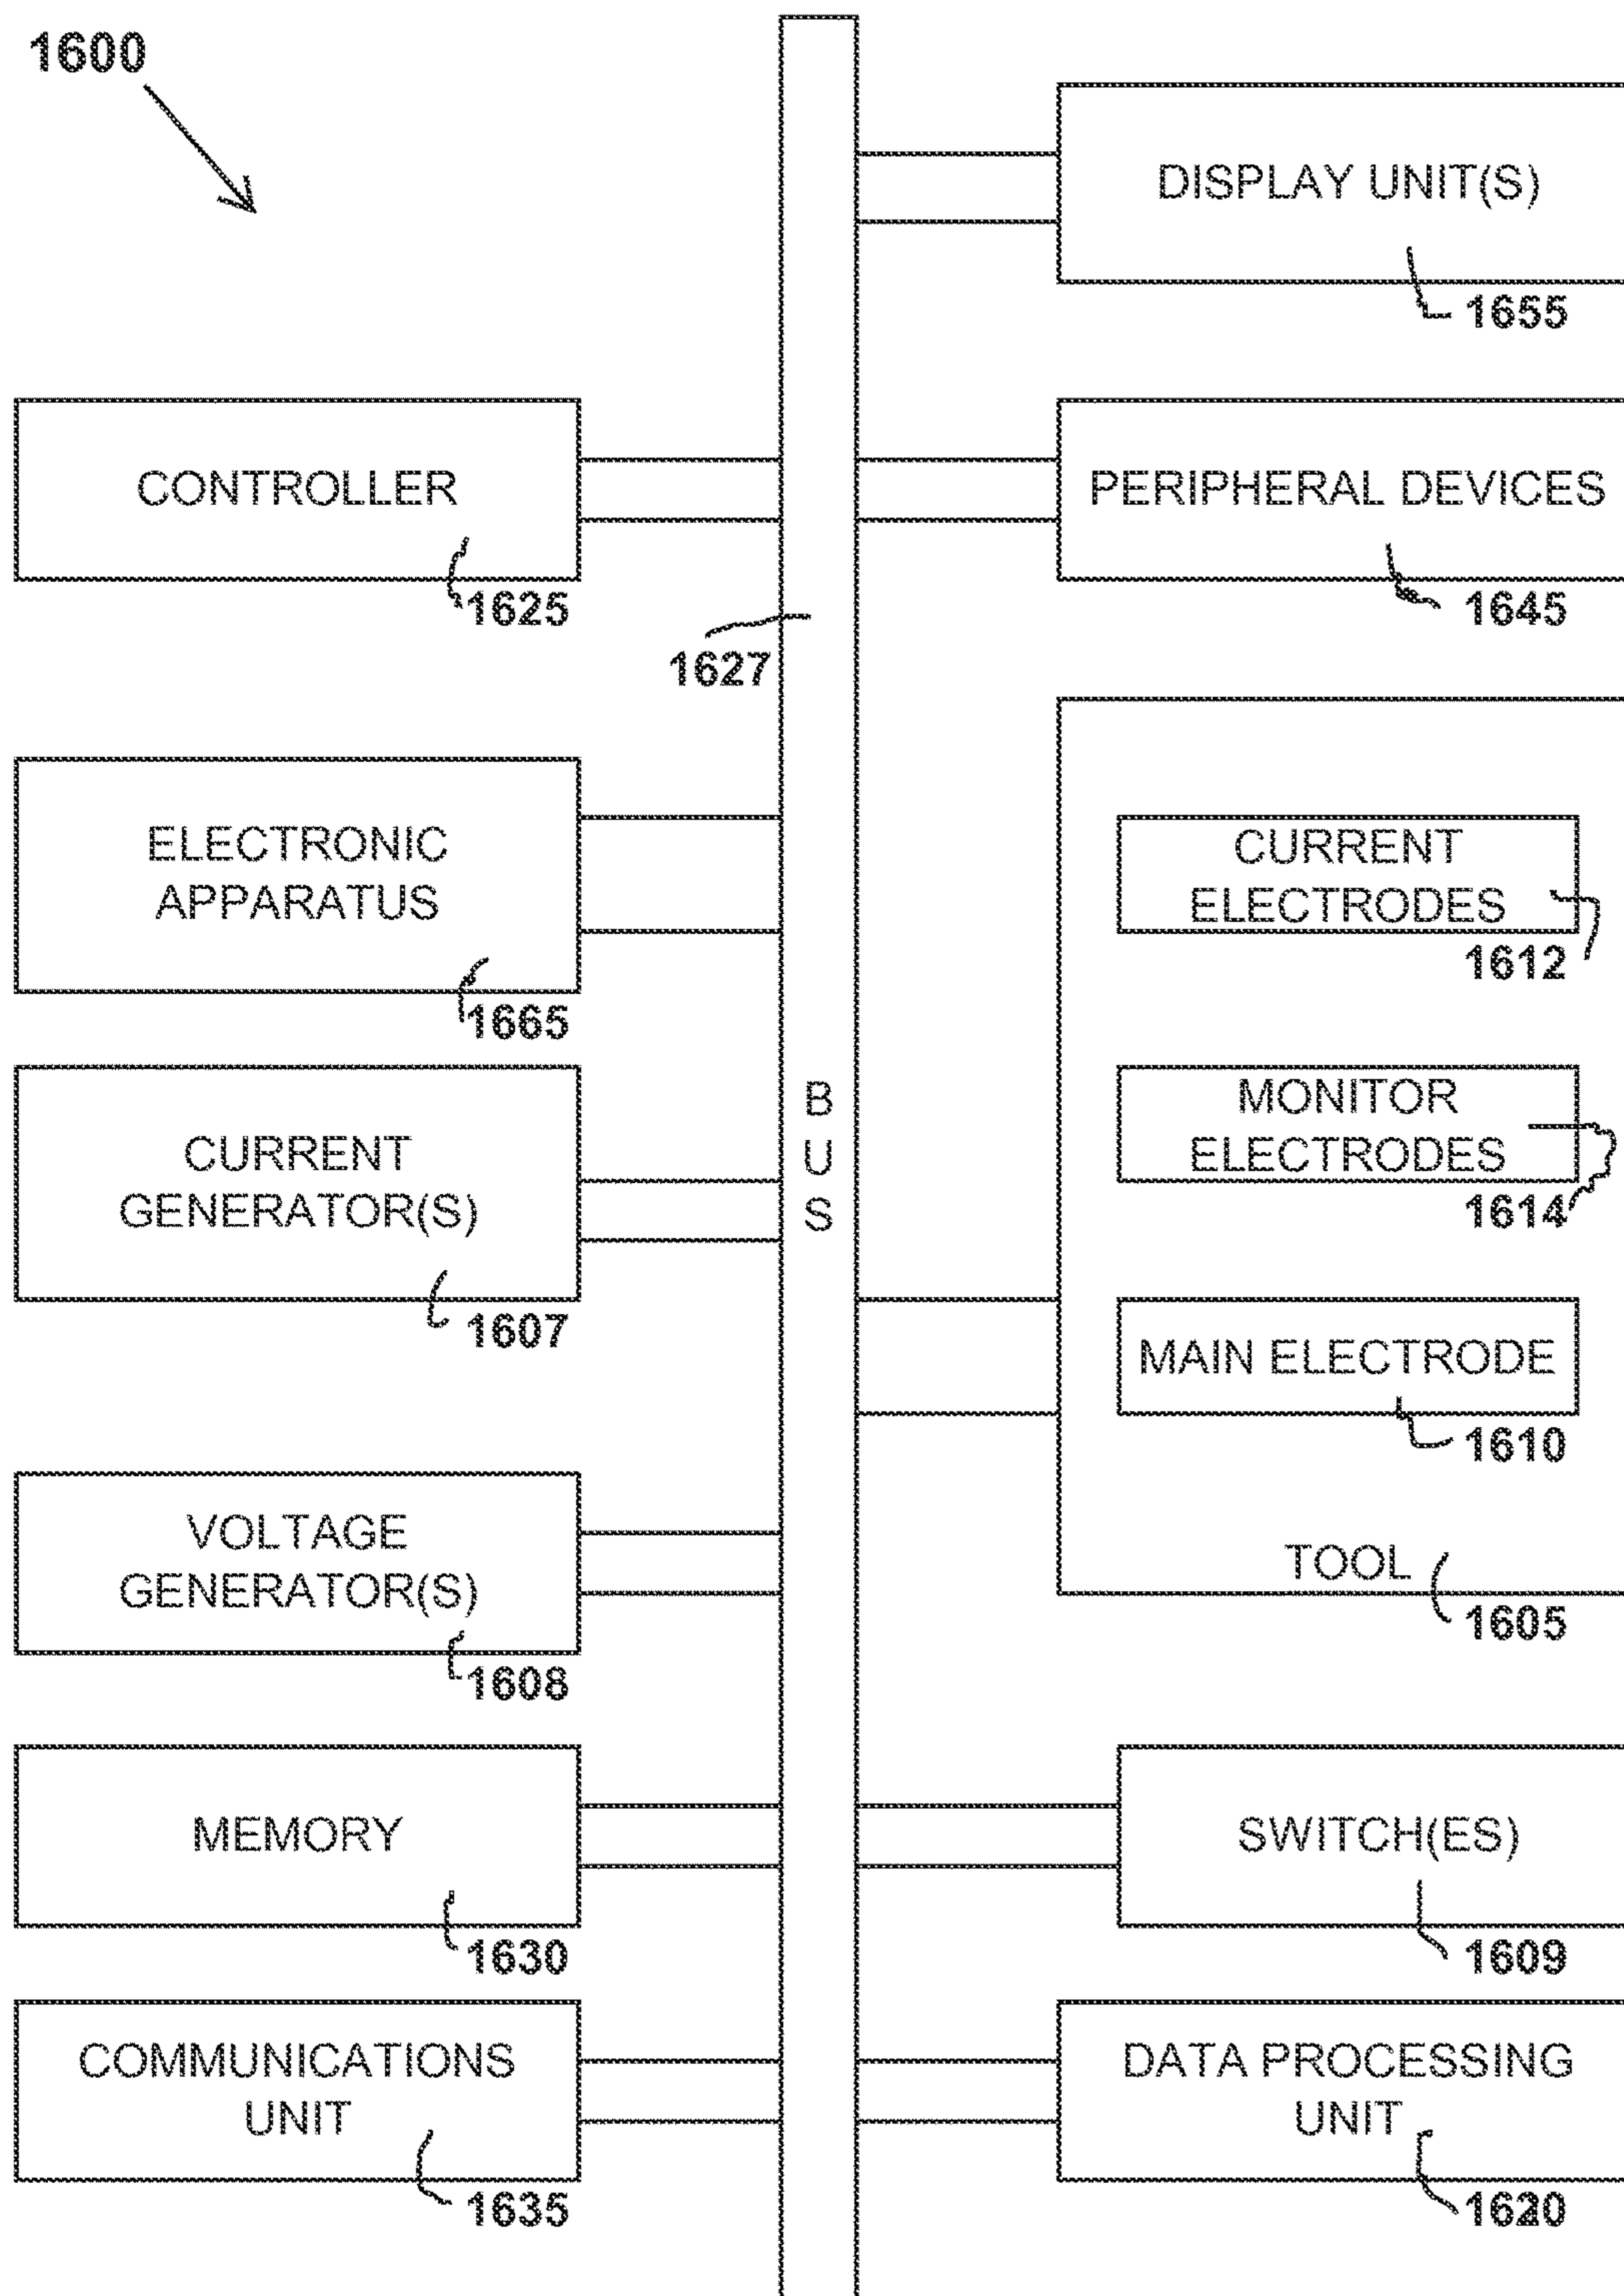 1600
DISPLAY UNIT(S)
1655
CONTROLLER
1625
PERIPHERAL DEVICES
1645
1627
ELECTRONIC
APPARATUS
1665
CURRENT
ELECTRODES
1612
CURRENT
GENERATOR(S)
1607
B
U
S
MONITOR
ELECTRODES
1614
MAIN ELECTRODE
1610
VOLTAGE
GENERATOR(S)
1608
TOOL
1605
MEMORY
1630
SWITCH(ES)
1609
COMMUNICATIONS
UNIT
1635
DATA PROCESSING
UNIT
1620